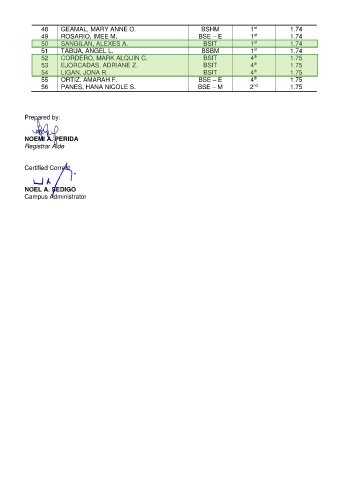 48 GEAMAL, MARY ANNE O. BSHM 1st 1.74
49 ROSARIO, IMEE M. BSE – E 1st 1.74
50 SANGILAN, ALEXES A. BSIT 1st 1.74
51 TABUA, ANGEL L. BSBM 1st 1.74
52 CORDERO, MARK ALQUIN C. BSIT 4th 1.75
53 EJORCADAS, ADRIANE Z. BSIT 4th 1.75
54 LIGAN, JONA R. BSIT 4th 1.75
55 ORTIZ, AMARAH F. BSE – E 4th 1.75
56 PANES, HANA NICOLE S. BSE – M 2nd 1.75
Prepared by:
NOEMI A. PERIDA
Registrar Aide
Certified Correct:
NOEL A. SEDIGO
Campus Administrator